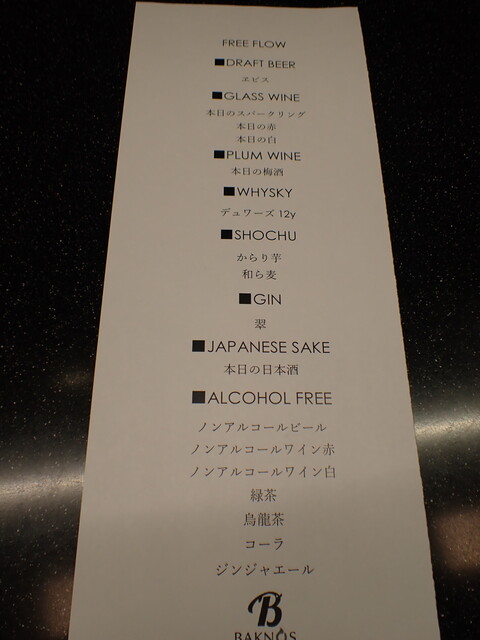 FREE FLOW
■DRAFT BEER
ヱビス
■GLASS WINE
本日のスパークリング
本日の赤
本日の白
■PLUM WINE
本日の梅酒
■WHYSKY
デュワーズ 12y
■SHOCHU
からり芋
和ら麦
■GIN
翠
■JAPANESE SAKE
本日の日本酒
■ALCOHOL FREE
ノンアルコールビール
ノンアルコールワイン赤
ノンアルコールワイン白
緑茶
烏龍茶
コーラ
ジンジャエール
B
BAKNOS